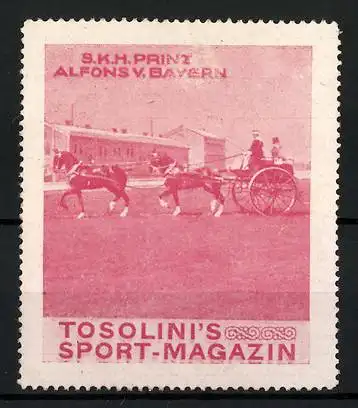 S.K.H. PRINZ
ALFONS V. BAYERN
TOSOLINI'S
SPORT-MAGAZIN